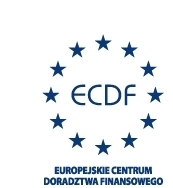 ECDF
EUROPEJSKIE CENTRUM
DORADZTWA FINANSOWEGO